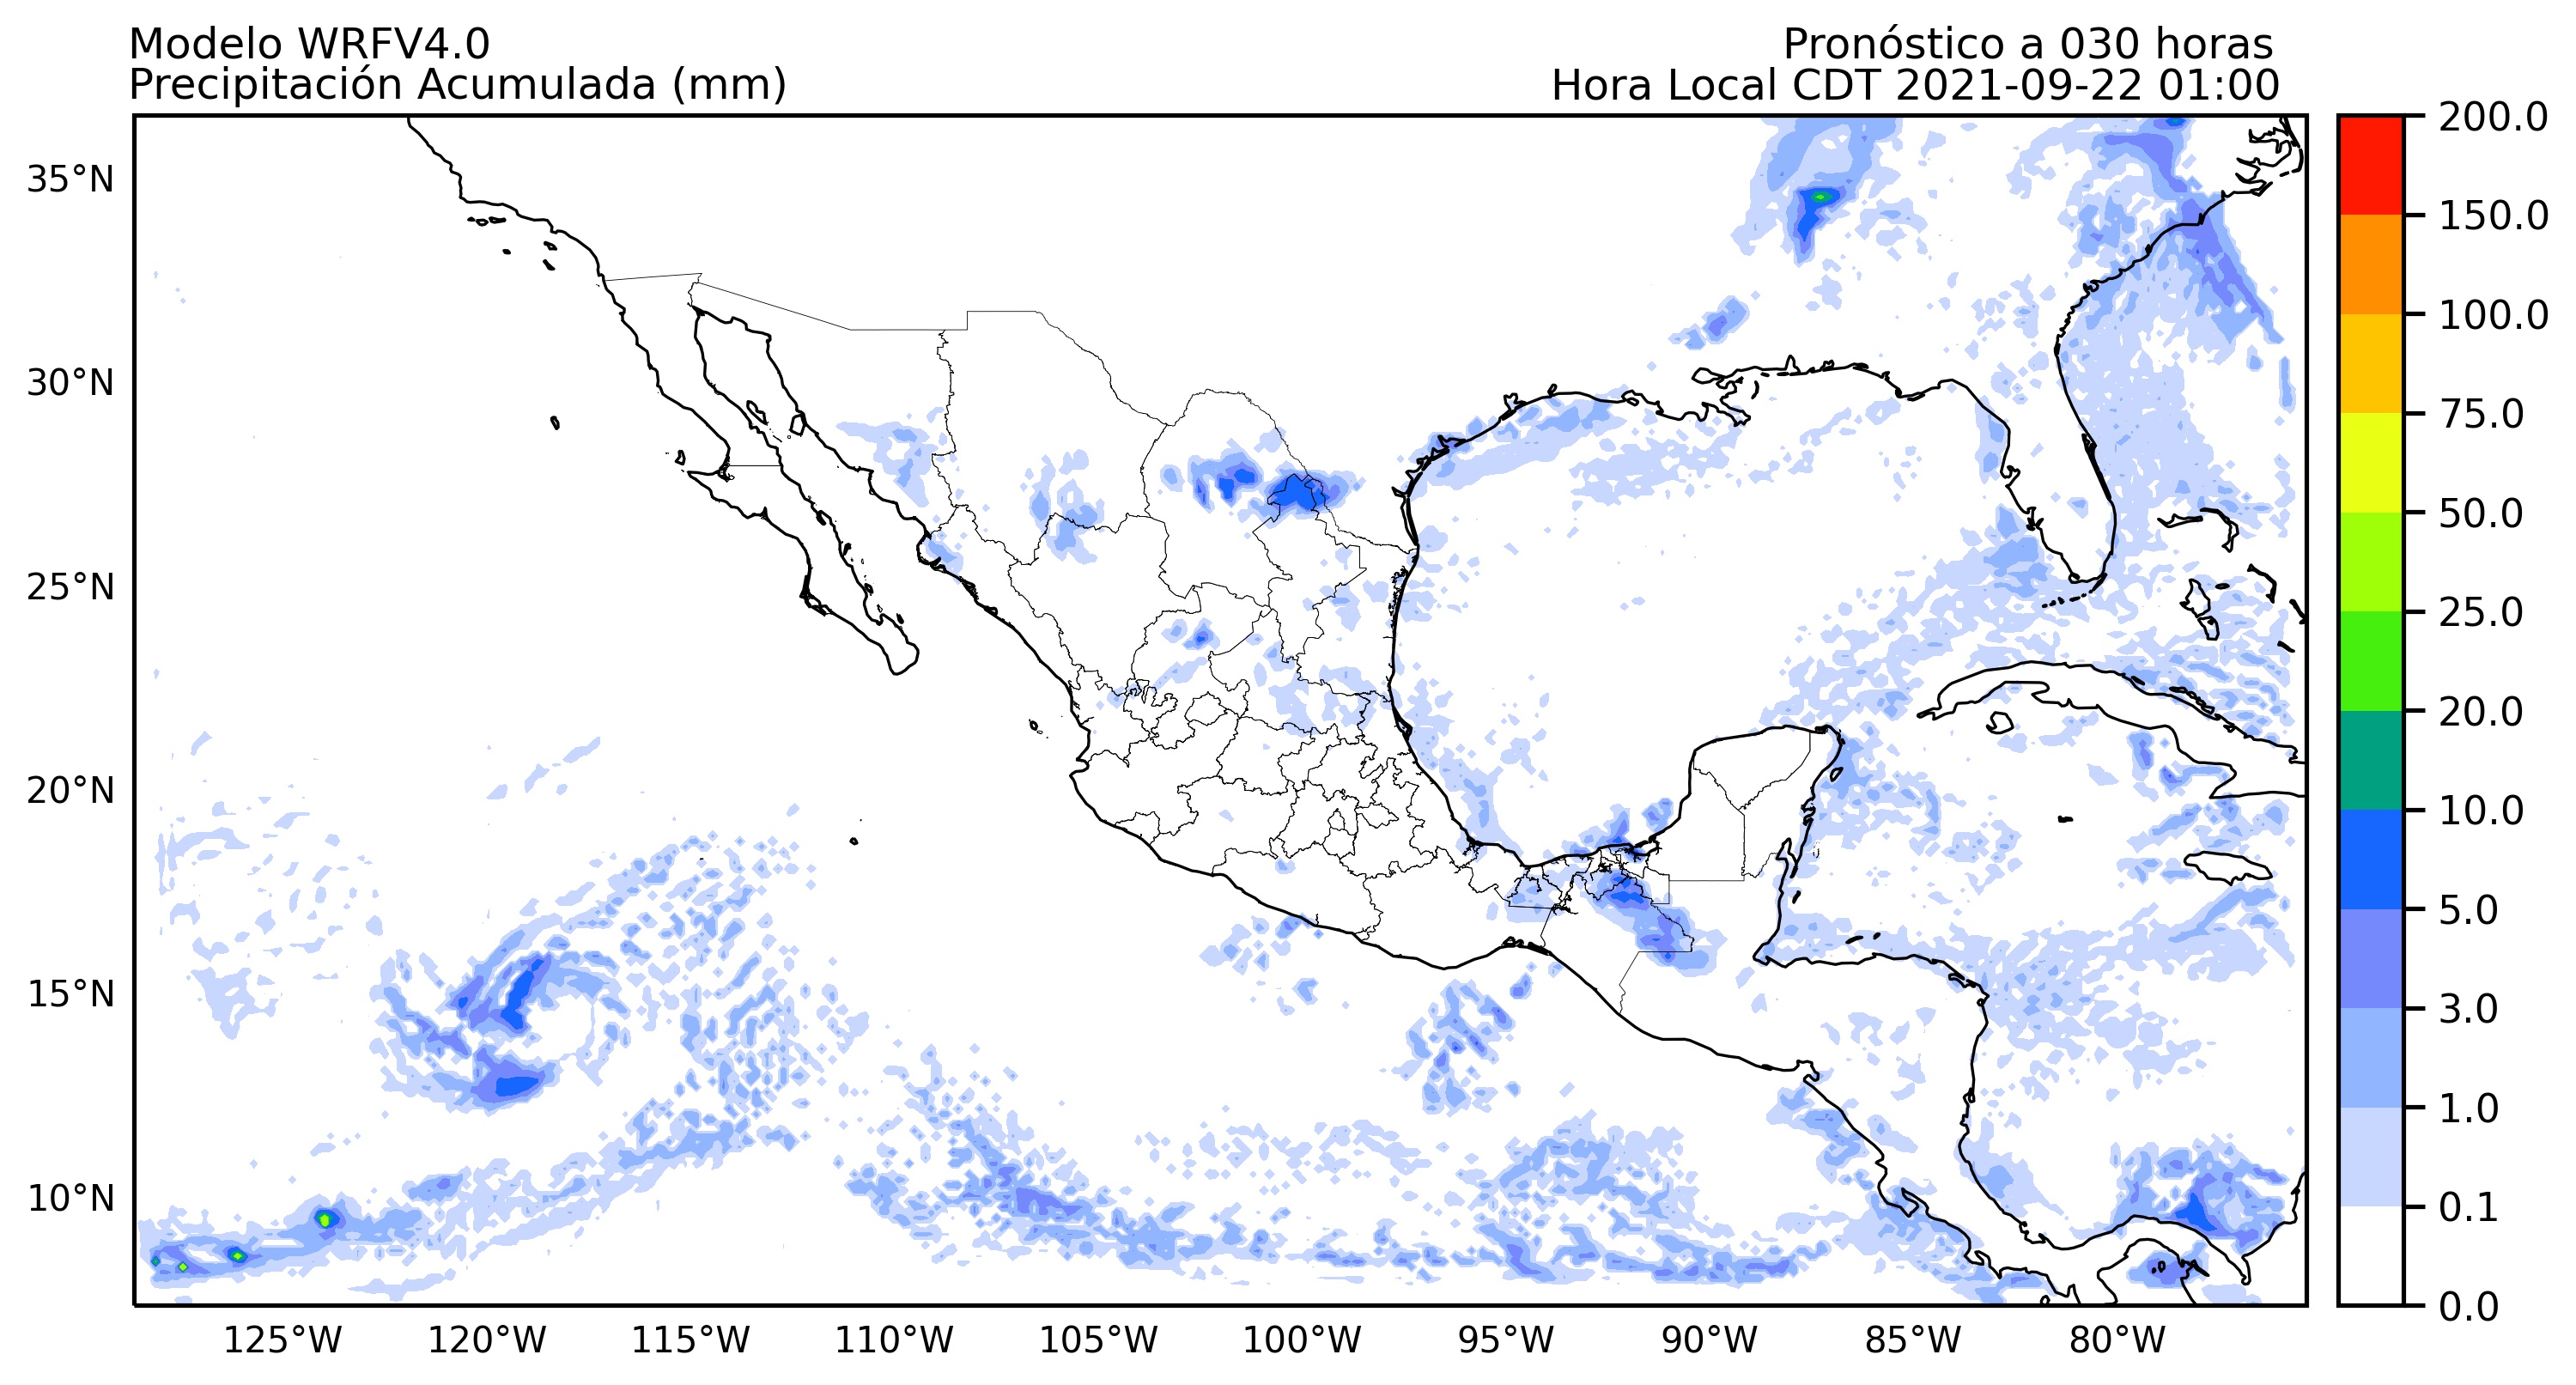 Modelo WRFV4.0
Precipitación Acumulada (mm)
Pronóstico a 030 horas
Hora Local CDT 2021-09-22 01:00
35°N
30°N
25°N
20°N
15°N
10°N
125°W
120°W
115°W
110°W
105°W
100°W
95°W
90°W
85°W
80°W
200.0
150.0
100.0
75.0
50.0
25.0
20.0
10.0
5.0
3.0
1.0
0.1
0.0